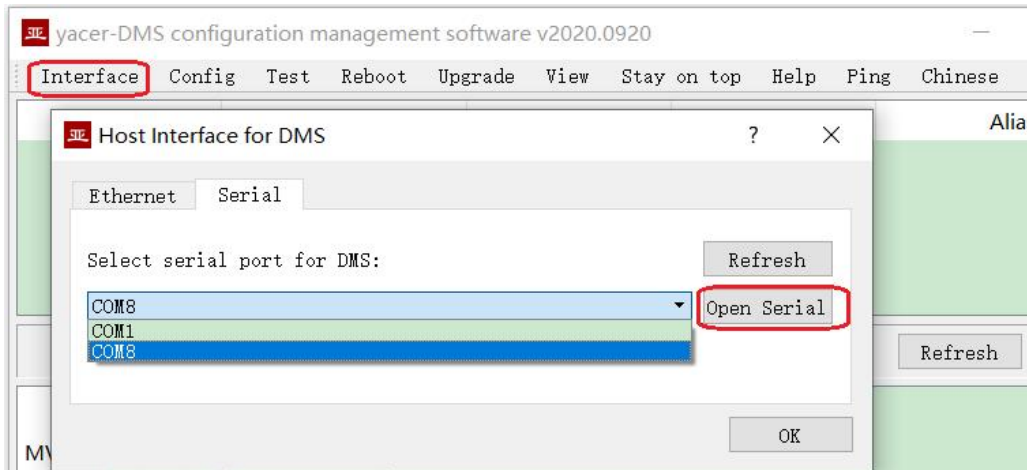 亚 yacer-DMS configuration management software v2020.0920
Interface Config Test Reboot Upgrade View Stay on top Help Ping Chinese
亚 Host Interface for DMS ?
Ethernet Serial
Select serial port for DMS:
Refresh
COM8
Open Serial
COM1
COM8
Refresh
OK